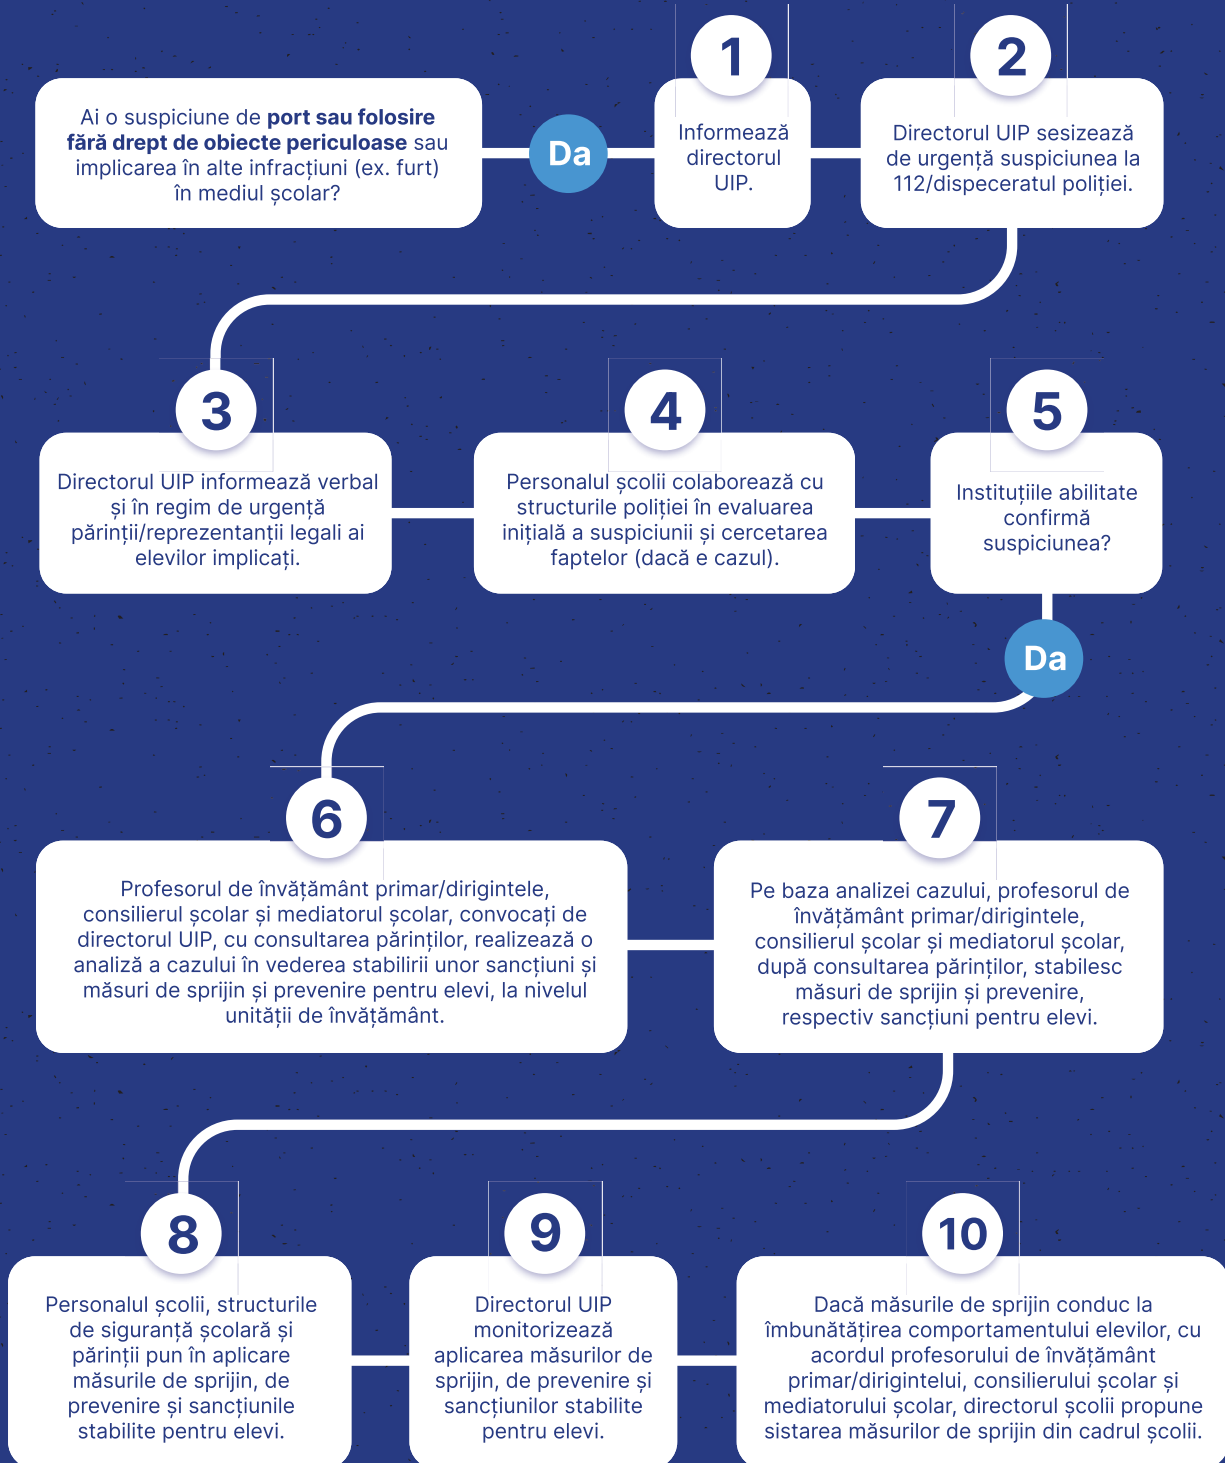 Ai o suspiciune de port sau folosire
fără drept de obiecte periculoase sau
implicarea în alte infracțiuni (ex. furt)
în mediul școlar?
Da
1
Informează
directorul
UIP.
2
Directorul UIP sesizează
de urgență suspiciunea la
112/dispeceratul poliției.
3
Directorul UIP informează verbal
și în regim de urgență
părinții/reprezentanții legali ai
elevilor implicați.
4
Personalul școlii colaborează cu
structurile poliției în evaluarea
inițială a suspiciunii și cercetarea
faptelor (dacă e cazul).
5
Instituțiile abilitate
confirmă
suspiciunea?
Da
6
Profesorul de învățământ primar/dirigintele,
consilierul școlar și mediatorul școlar, convocați de
directorul UIP, cu consultarea părinților, realizează o
analiză a cazului în vederea stabilirii unor sancțiuni și
măsuri de sprijin și prevenire pentru elevi, la nivelul
unității de învățământ.
7
Pe baza analizei cazului, profesorul de
învățământ primar/dirigintele,
consilierul școlar și mediatorul școlar,
după consultarea părinților, stabilesc
măsuri de sprijin și prevenire,
respectiv sancțiuni pentru elevi.
8
Personalul școlii, structurile
de siguranță școlară și
părinții pun în aplicare
măsurile de sprijin, de
prevenire și sancțiunile
stabilite pentru elevi.
9
Directorul UIP
monitorizează
aplicarea măsurilor de
sprijin, de prevenire și
sancțiunilor stabilite
pentru elevi.
10
Dacă măsurile de sprijin conduc la
îmbunătățirea comportamentului elevilor, cu
acordul profesorului de învățământ
primar/dirigintelui, consilierului școlar și
mediatorului școlar, directorul școlii propune
sistarea măsurilor de sprijin din cadrul școlii.